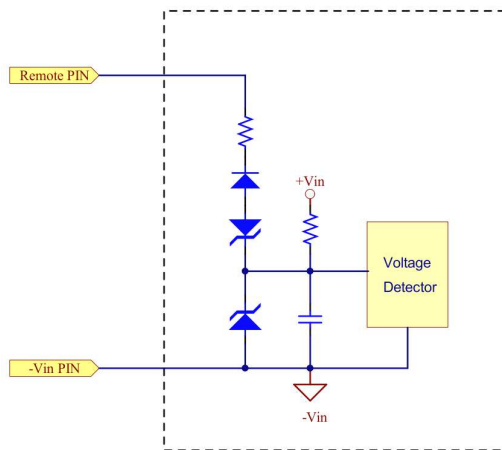 Remote PIN
+Vin
Voltage
Detector
-Vin PIN
-Vin